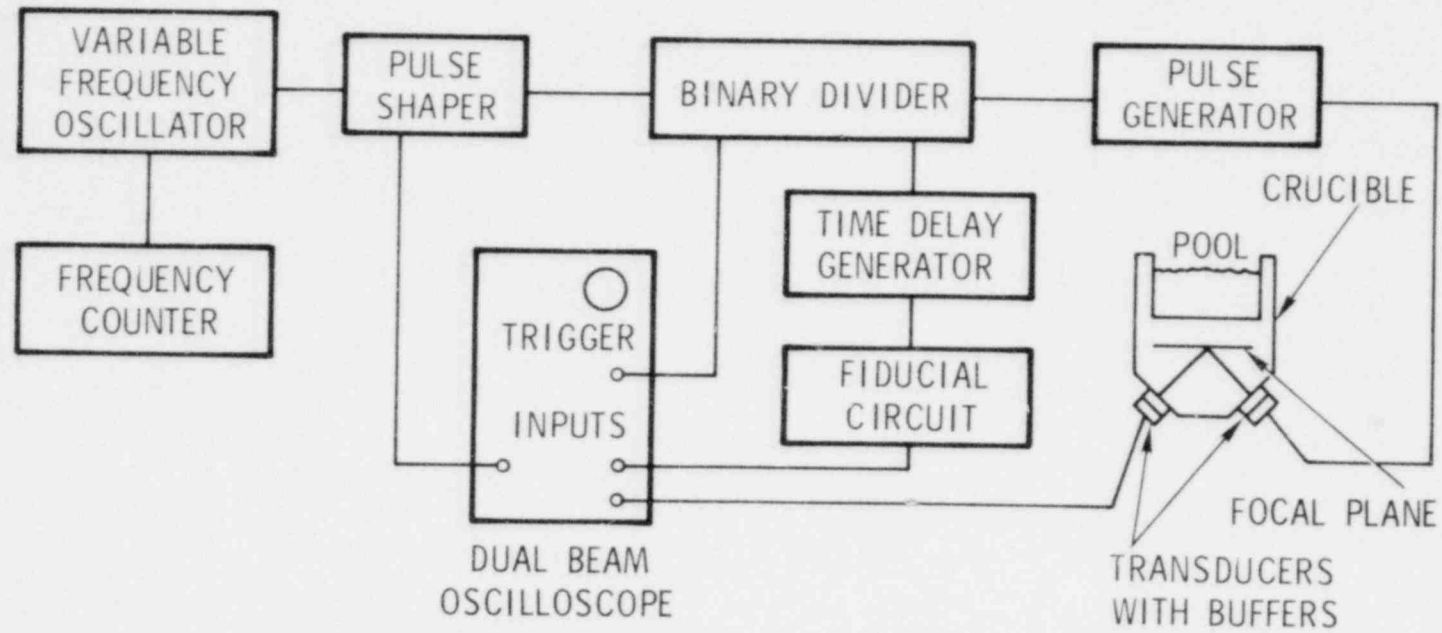 VARIABLE
FREQUENCY
OSCILLATOR
PULSE
SHAPER
BINARY DIVIDER
PULSE
GENERATOR
CRUCIBLE
FREQUENCY
COUNTER
TRIGGER
INPUTS
TIME DELAY
GENERATOR
POOL
FIDUCIAL
CIRCUIT
FOCAL PLANE
DUAL BEAM
OSCILLOSCOPE
TRANSDUCERS
WITH BUFFERS